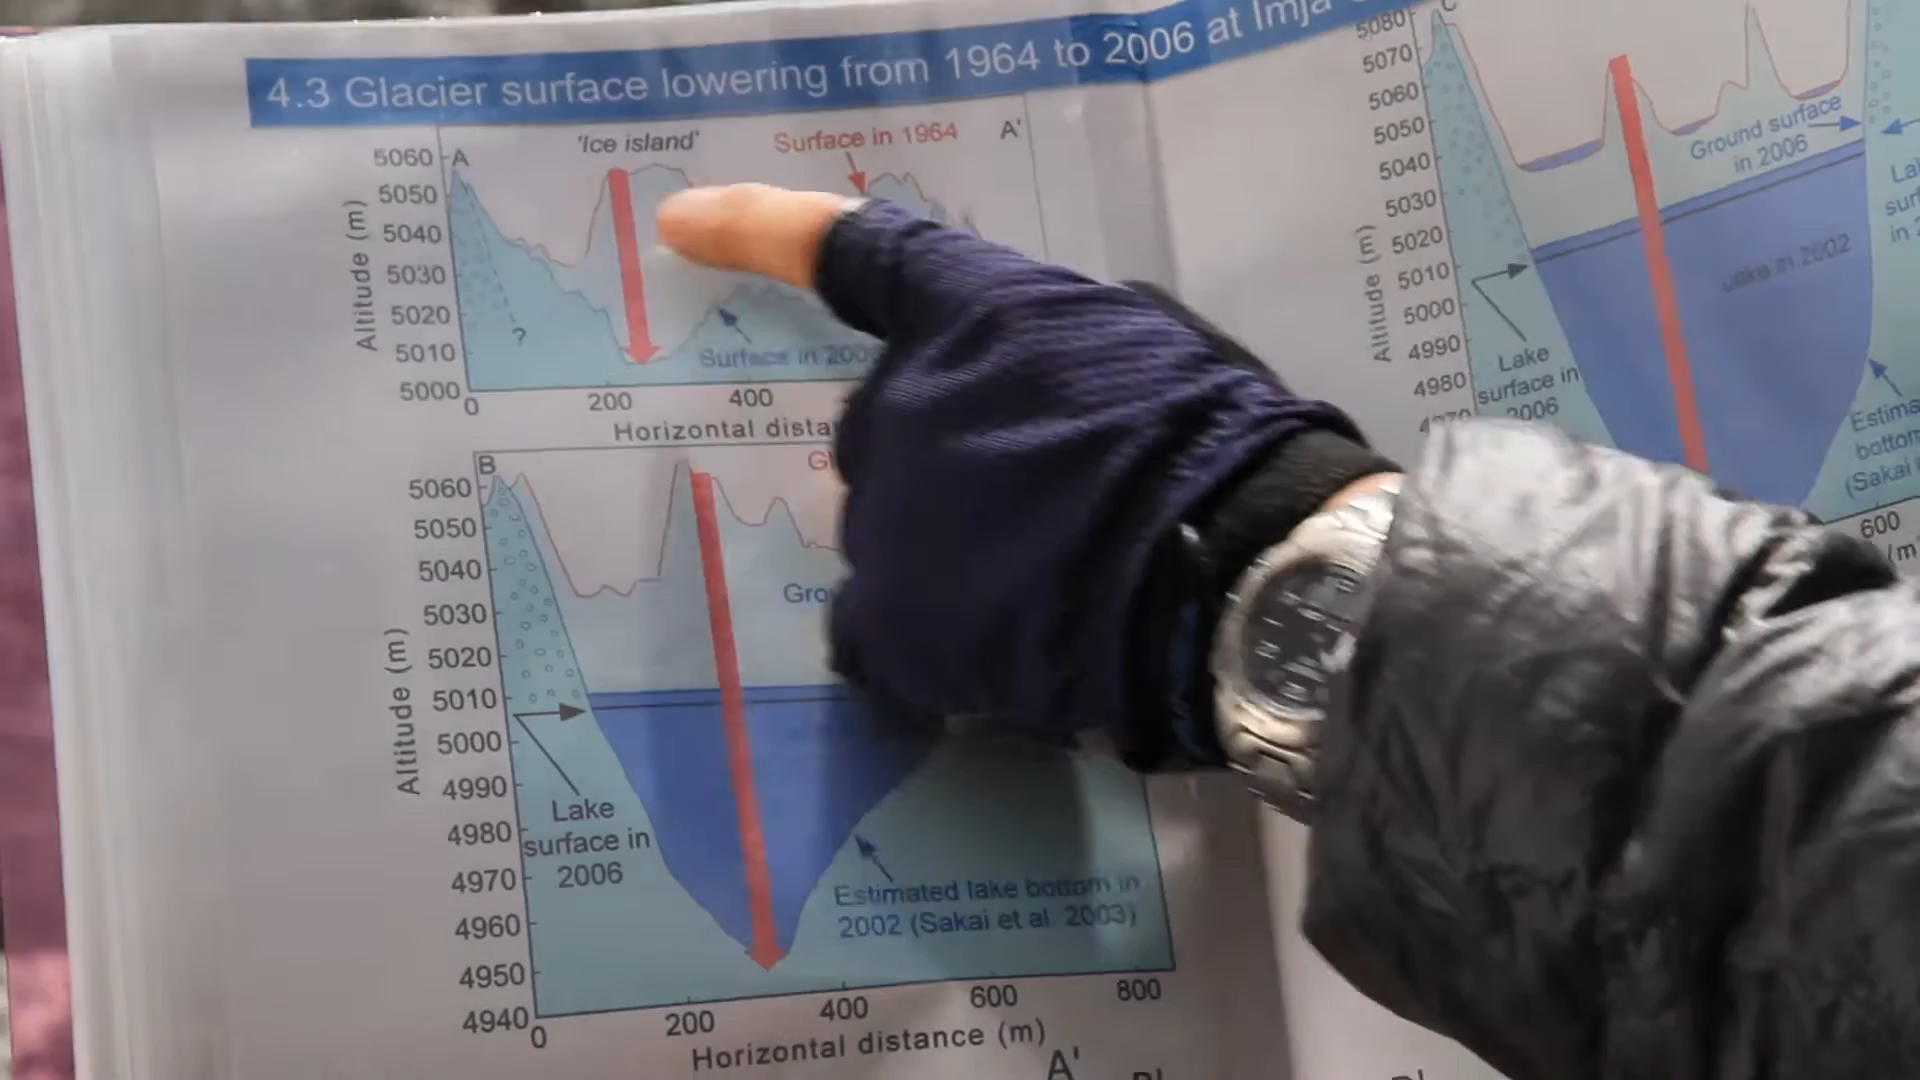 4.3 Glacier surface lowering from 1964 to 2006 at Imja
5060
A
'Ice island'
Surface in 1964
A'
5050
5040
5030
5020
5010
5000
Altitude (m)
?
Surface in
0
200
400
Horizontal
B
5060
5050
5040
5030
5020
5010
5000
4990
4980
4970
4960
4950
4940
Altitude (m)
Lake
surface in
2006
Estimated lake bottom in
2002 (Sakai et al. 2003)
0
200
400
600
800
Horizontal distance (m)
A'
5080
C
5070
5060
5050
5040
5030
5020
5010
5000
4990
4980
Altitude (m)
Ground surface
in 2006
Lake
surface in
2006
in 2002
(Sakai
600